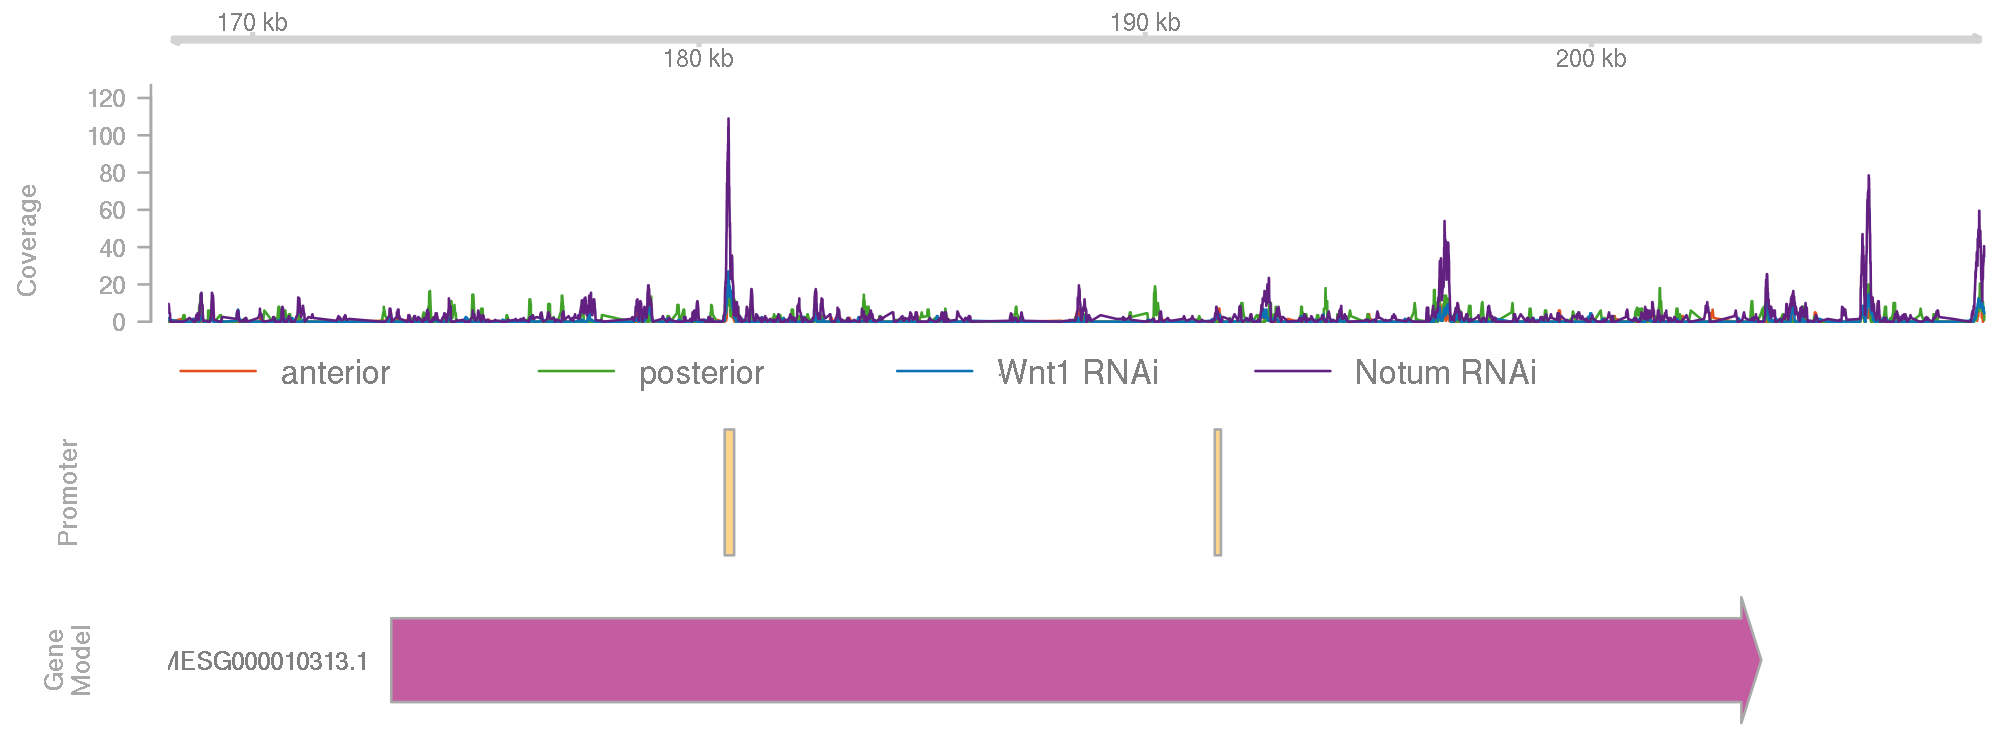 170 kb
190 kb
180 kb
200 kb
Coverage
120
100
80
60
40
20
0
anterior
posterior
Wnt1 RNAi
Notum RNAi
Promoter
Gene
Model
MESG000010313.1